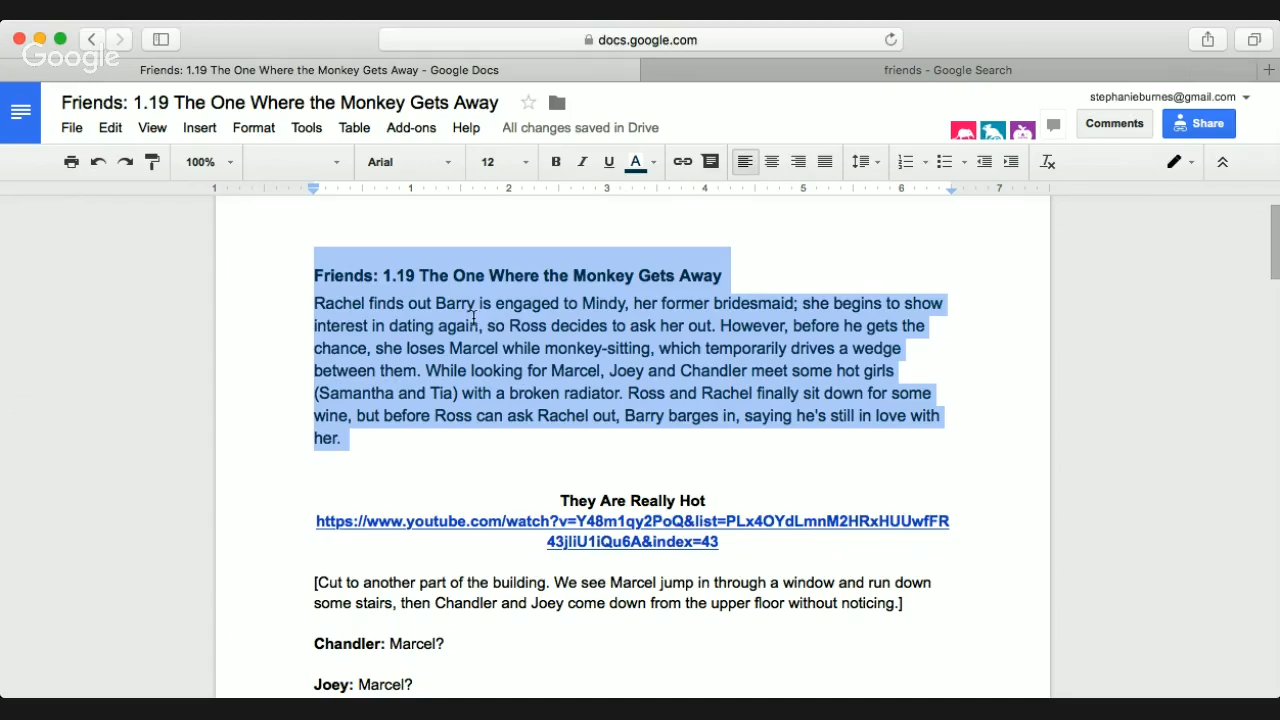 docs.google.com
Google
Friends: 1.19 The One Where the Monkey Gets Away - Google Docs
friends - Google Search
Friends: 1.19 The One Where the Monkey Gets Away
stephanieburnes@gmail.com
File Edit View Insert Format Tools Table Add-ons Help All changes saved in Drive
Comments
Share
100% Arial 12 B I U A
1 1 2 3 4 5 6 7
Friends: 1.19 The One Where the Monkey Gets Away
Rachel finds out Barry is engaged to Mindy, her former bridesmaid; she begins to show
interest in dating again, so Ross decides to ask her out. However, before he gets the
chance, she loses Marcel while monkey-sitting, which temporarily drives a wedge
between them. While looking for Marcel, Joey and Chandler meet some hot girls
(Samantha and Tia) with a broken radiator. Ross and Rachel finally sit down for some
wine, but before Ross can ask Rachel out, Barry barges in, saying he's still in love with
her.
They Are Really Hot
https://www.youtube.com/watch?v=Y48m1qy2PoQ&list=PLx4OYdLmnM2HRxHUUwfFR
43jliU1iQu6A&index=43
[Cut to another part of the building. We see Marcel jump in through a window and run down
some stairs, then Chandler and Joey come down from the upper floor without noticing.]
Chandler: Marcel?
Joey: Marcel?